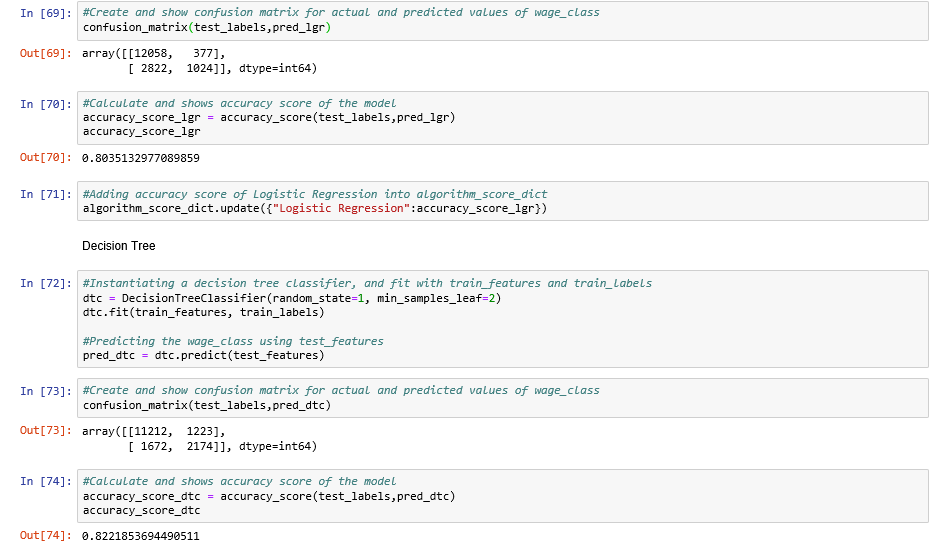 In [69]: #Create and show confusion matrix for actual and predicted values of wage_class
confusion_matrix(test_labels,pred_lgr)
Out[69]: array([[12058,   377],
       [ 2822,  1024]], dtype=int64)
In [70]: #Calculate and shows accuracy score of the model
accuracy_score_lgr = accuracy_score(test_labels,pred_lgr)
accuracy_score_lgr
Out[70]: 0.8035132977089859
In [71]: #Adding accuracy score of Logistic Regression into algorithm_score_dict
algorithm_score_dict.update({"Logistic Regression":accuracy_score_lgr})
Decision Tree
In [72]: #Instantiating a decision tree classifier, and fit with train_features and train_labels
dtc = DecisionTreeClassifier(random_state=1, min_samples_leaf=2)
dtc.fit(train_features, train_labels)
#Predicting the wage_class using test_features
pred_dtc = dtc.predict(test_features)
In [73]: #Create and show confusion matrix for actual and predicted values of wage_class
confusion_matrix(test_labels,pred_dtc)
Out[73]: array([[11212,  1223],
       [ 1672,  2174]], dtype=int64)
In [74]: #Calculate and shows accuracy score of the model
accuracy_score_dtc = accuracy_score(test_labels,pred_dtc)
accuracy_score_dtc
Out[74]: 0.8221853694490511